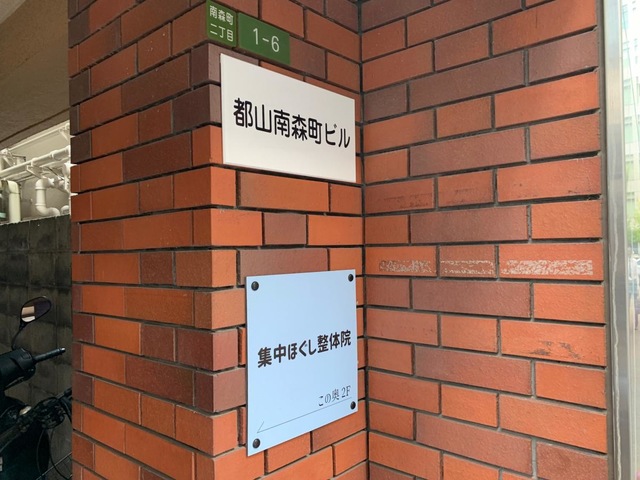 南森町
二丁目
1-6
都山南森町ビル
集中ほぐし整体院
この奥 2F